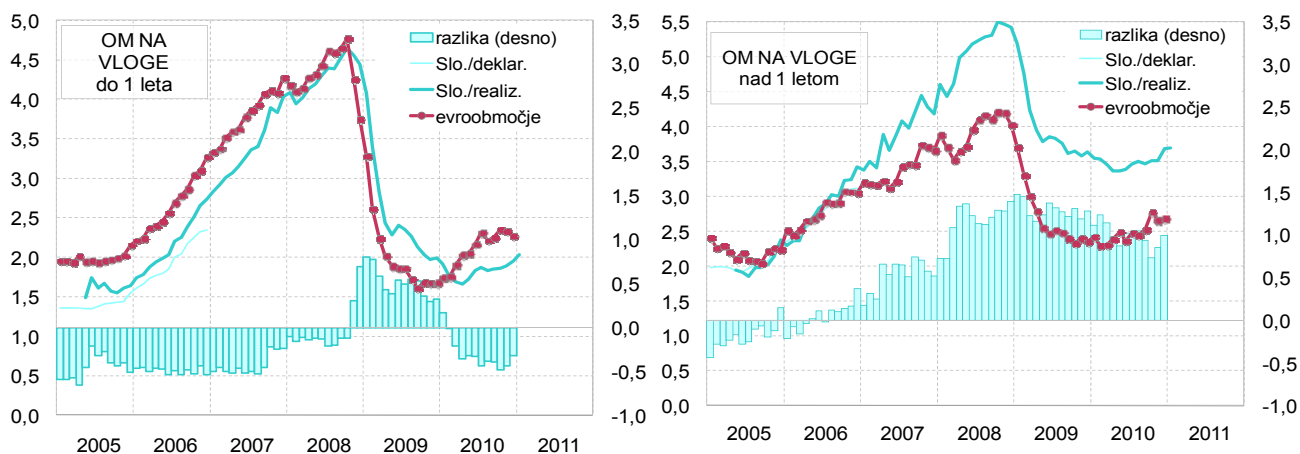 5,0
4,5
4,0
3,5
3,0
2,5
2,0
1,5
1,0
0,5
0,0
OM NA
VLOGE
do 1 leta
razlika (desno)
Slo./deklar.
Slo./realiz.
evroobmočje
3,5
3,0
2,5
2,0
1,5
1,0
0,5
0,0
-0,5
-1,0
2005 2006 2007 2008 2009 2010 2011
5,5
5,0
4,5
4,0
3,5
3,0
2,5
2,0
1,5
1,0
0,5
0,0
OM NA VLOGE
nad 1 letom
razlika (desno)
Slo./deklar.
Slo./realiz.
evroobmočje
3,5
3,0
2,5
2,0
1,5
1,0
0,5
0,0
-0,5
-1,0
2005 2006 2007 2008 2009 2010 2011